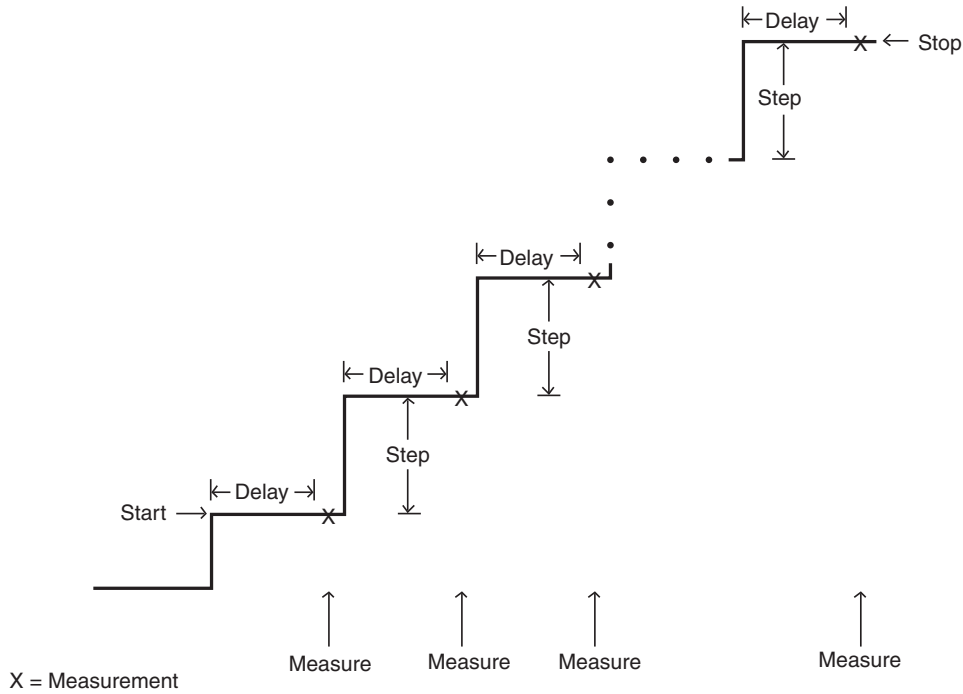 Delay
Stop
Step
Delay
Step
Delay
Step
Delay
Start
Measure
Measure
Measure
Measure
X = Measurement